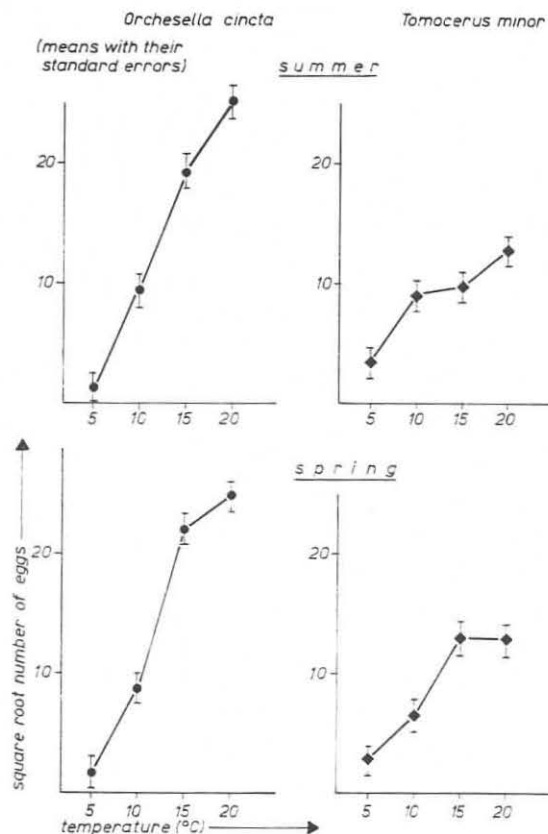 Orchesella cincta Tomocerus minor
(means with their
standard errors)
summer
20 20
10 10
5 10 15 20 5 10 15 20
spring
square root number of eggs
20 20
10 10
5 10 15 20 5 10 15 20
temperature (°C)